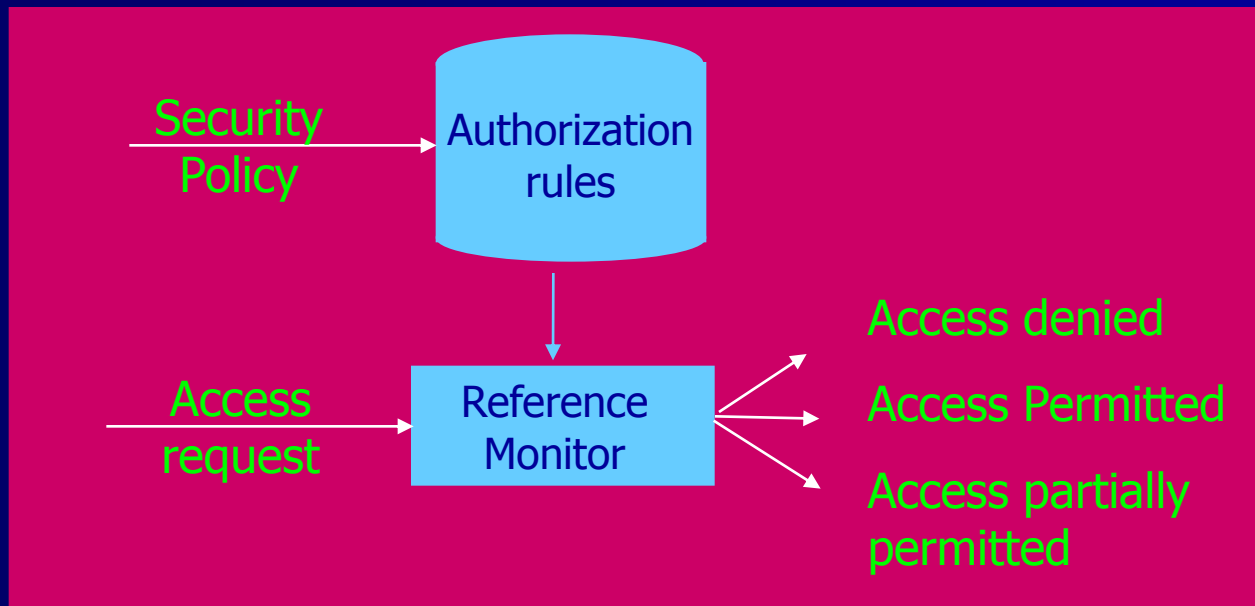 Security
Policy
Authorization
rules
Access
request
Reference
Monitor
Access denied
Access Permitted
Access partially
permitted